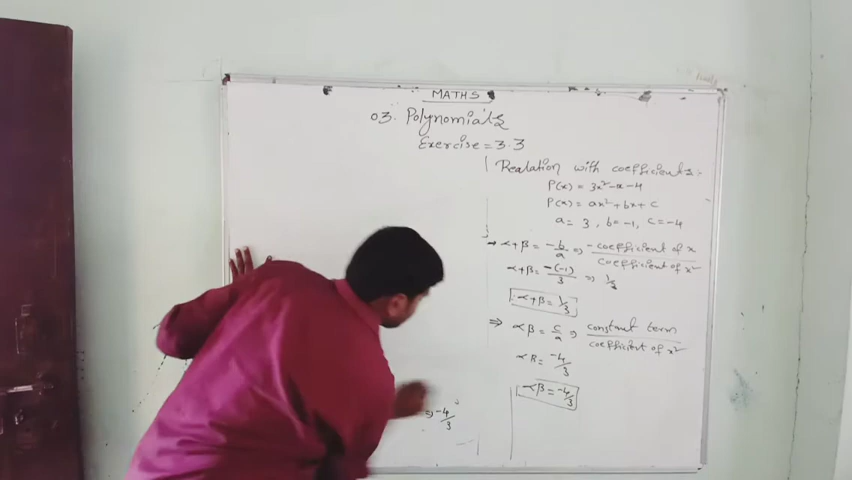 MATHS
03. Polynomials
Exercise = 3.3
Realation with coefficients:-
P(x) = 3x² - x - 4
P(x) = ax² + bx + c
a = 3, b = -1, c = -4
→ α+β = -b/a ⇒ -coefficient of x / coefficient of x²
α+β = -(-1)/3 ⇒ 1/3
α+β = 1/3
⇒ αβ = c/a ⇒ constant term / coefficient of x²
αβ = -4/3
αβ = -4/3
⇒ -4/3